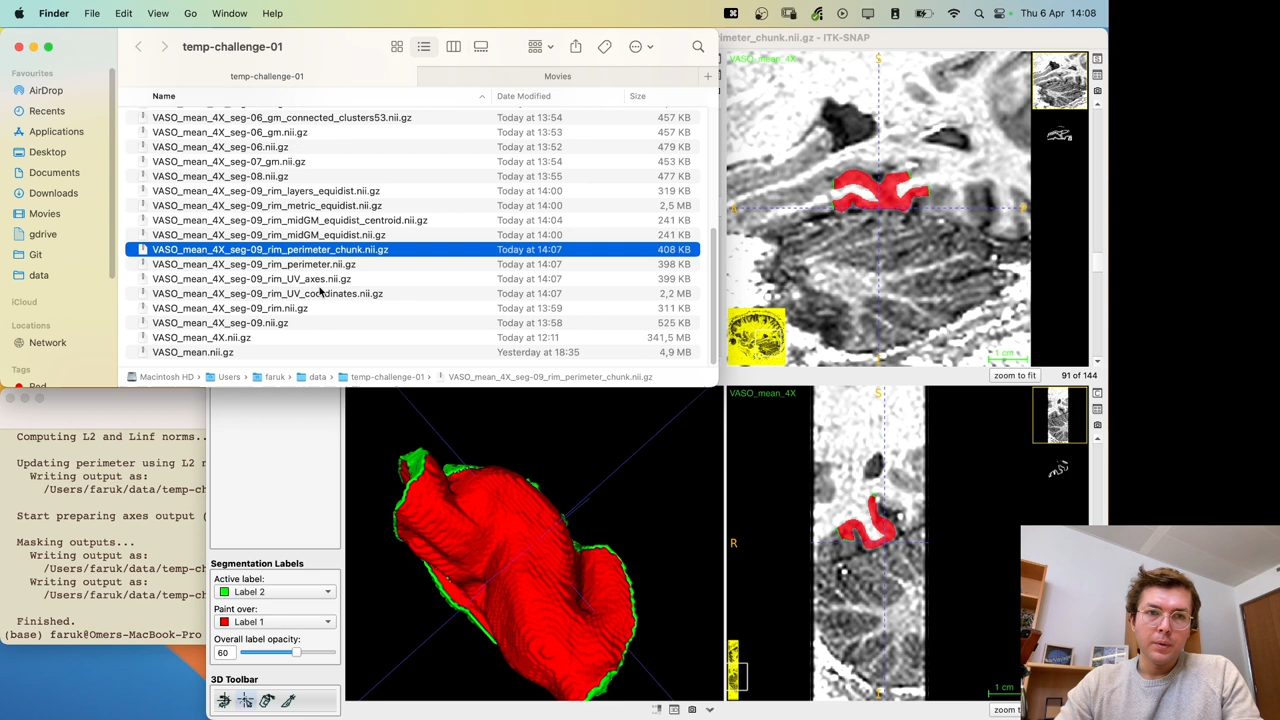 Finder File Edit View Go Window Help Thu 6 Apr 14:08
temp-challenge-01
temp-challenge-01 Movies
Favourites
AirDrop
Recents
Applications
Desktop
Documents
Downloads
Movies
gdrive
Git
data
iCloud
Locations
Network
Tags
Name Date Modified Size
VASO_mean_4X_seg-06_gm_connected_clusters53.nii.gz Today at 13:54 457 KB
VASO_mean_4X_seg-06_gm.nii.gz Today at 13:53 457 KB
VASO_mean_4X_seg-06.nii.gz Today at 13:52 479 KB
VASO_mean_4X_seg-07_gm.nii.gz Today at 13:54 453 KB
VASO_mean_4X_seg-08.nii.gz Today at 13:55 477 KB
VASO_mean_4X_seg-09_rim_layers_equidist.nii.gz Today at 14:00 319 KB
VASO_mean_4X_seg-09_rim_metric_equidist.nii.gz Today at 14:00 2,5 MB
VASO_mean_4X_seg-09_rim_midGM_equidist_centroid.nii.gz Today at 14:04 241 KB
VASO_mean_4X_seg-09_rim_midGM_equidist.nii.gz Today at 14:00 241 KB
VASO_mean_4X_seg-09_rim_perimeter_chunk.nii.gz Today at 14:07 408 KB
VASO_mean_4X_seg-09_rim_perimeter.nii.gz Today at 14:07 398 KB
VASO_mean_4X_seg-09_rim_UV_axes.nii.gz Today at 14:07 399 KB
VASO_mean_4X_seg-09_rim_UV_coordinates.nii.gz Today at 14:07 2,2 MB
VASO_mean_4X_seg-09_rim.nii.gz Today at 13:59 311 KB
VASO_mean_4X_seg-09.nii.gz Today at 13:58 525 KB
VASO_mean_4X.nii.gz Today at 12:11 341,5 MB
VASO_mean.nii.gz Yesterday at 18:35 4,9 MB
Macintosh HD › Users › faruk › data › temp-challenge-01 › VASO_mean_4X_seg-09_rim_perimeter_chunk.nii.gz
imeter_chunk.nii.gz - ITK-SNAP
VASO_mean_4X
S
A
1 cm
zoom to fit 91 of 144
VASO_mean_4X
S
R
1 cm
zoom t
Computing L2 and Linf norms..
Updating perimeter using L2 n
Writing output as:
/Users/faruk/data/temp-ch
Start preparing axes output (
Masking outputs...
Writing output as:
/Users/faruk/data/temp-ch
Writing output as:
/Users/faruk/data/temp-ch
Finished.
(base) faruk@Omers-MacBook-Pro
Segmentation Labels
Active label:
Label 2
Paint over:
Label 1
Overall label opacity:
60
3D Toolbar